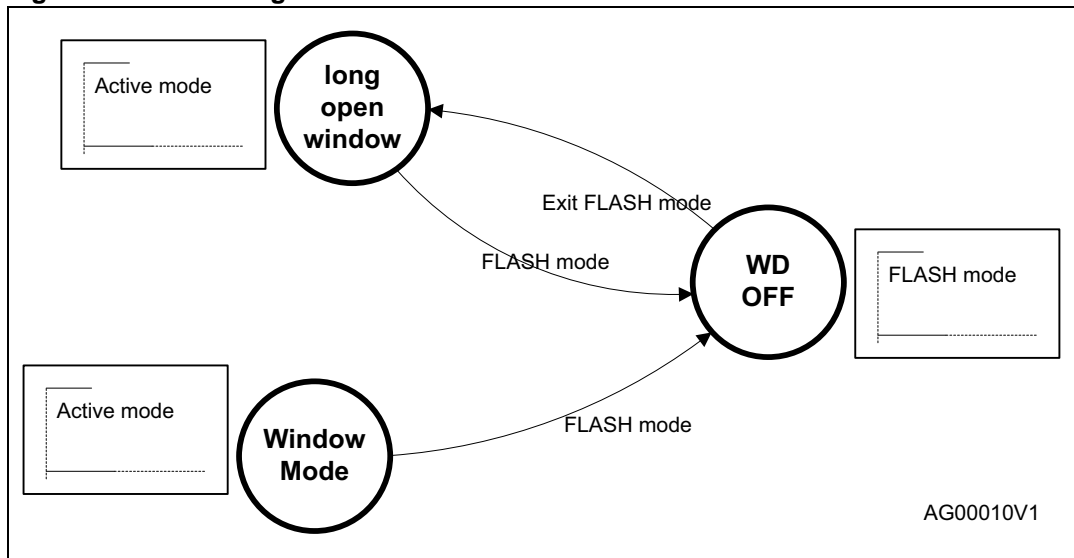 Active mode
long
open
window
Exit FLASH mode
FLASH mode
WD
OFF
FLASH mode
Active mode
Window
Mode
FLASH mode
AG00010V1